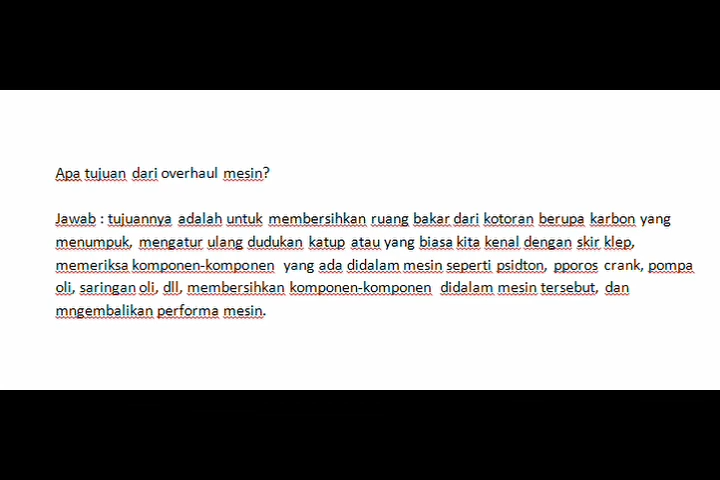 Apa tujuan dari overhaul mesin?
Jawab : tujuannya adalah untuk membersihkan ruang bakar dari kotoran berupa karbon yang
menumpuk, mengatur ulang dudukan katup atau yang biasa kita kenal dengan skir klep,
memeriksa komponen-komponen yang ada didalam mesin seperti psidton, pporos crank, pompa
oli, saringan oli, dll, membersihkan komponen-komponen didalam mesin tersebut, dan
mngembalikan performa mesin.